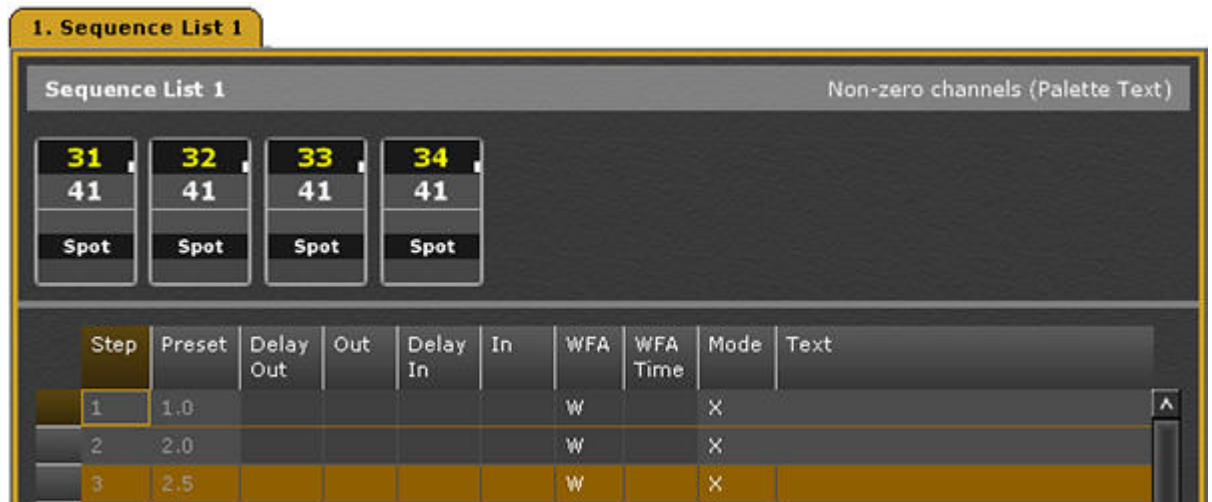 1. Sequence List 1
Sequence List 1 Non-zero channels (Palette Text)
31 32 33 34
41 41 41 41
Spot Spot Spot Spot
Step Preset Delay Out Out Delay In In WFA WFA Time Mode Text
1 1.0 W X
2 2.0 W X
3 2.5 W X